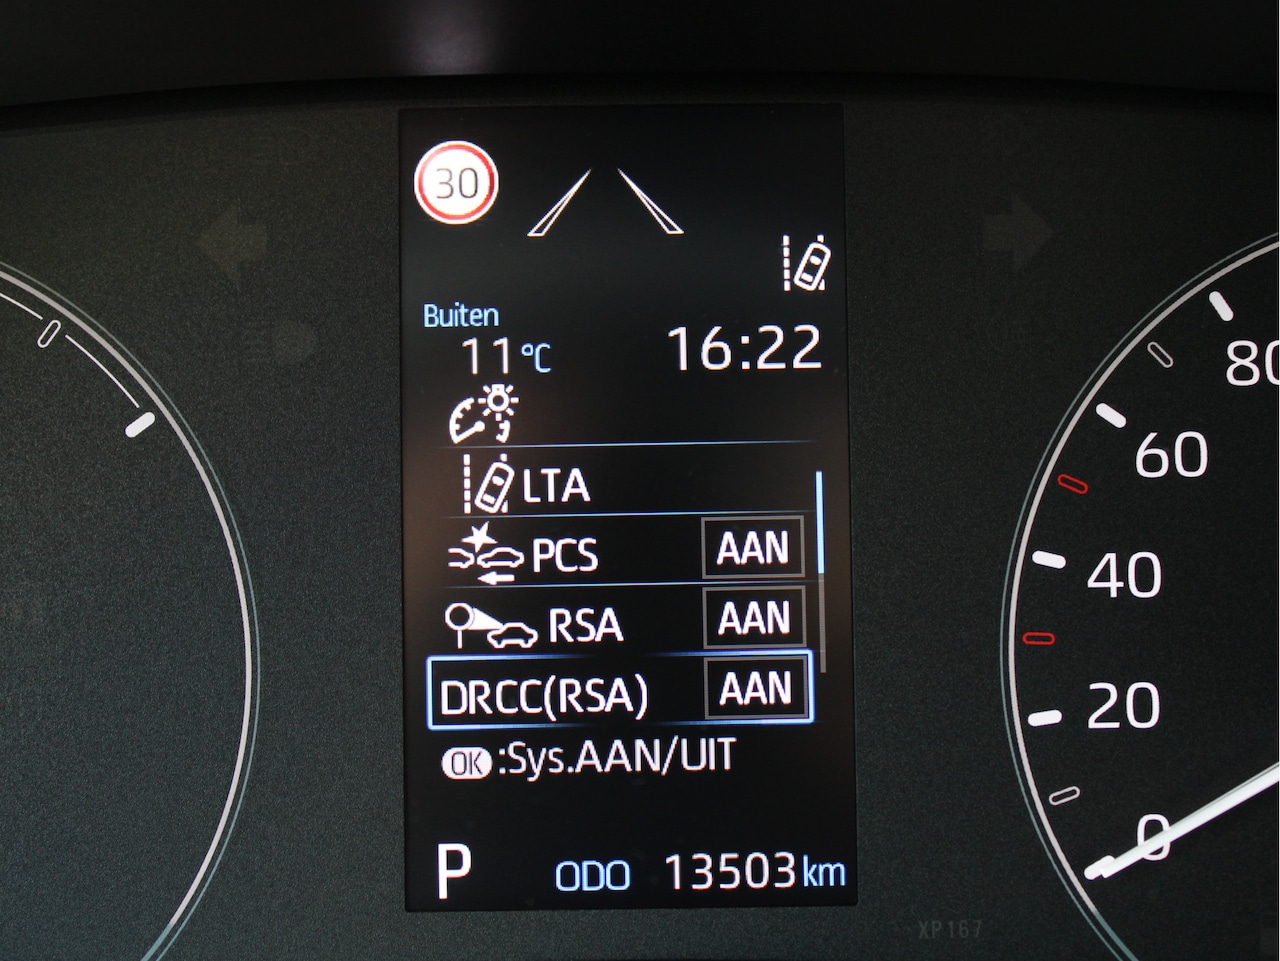 30
Buiten
11°C 16:22
LTA
PCS AAN
RSA AAN
DRCC(RSA) AAN
OK :Sys.AAN/UIT
P ODO 13503 km
80
60
40
20
0
XP167